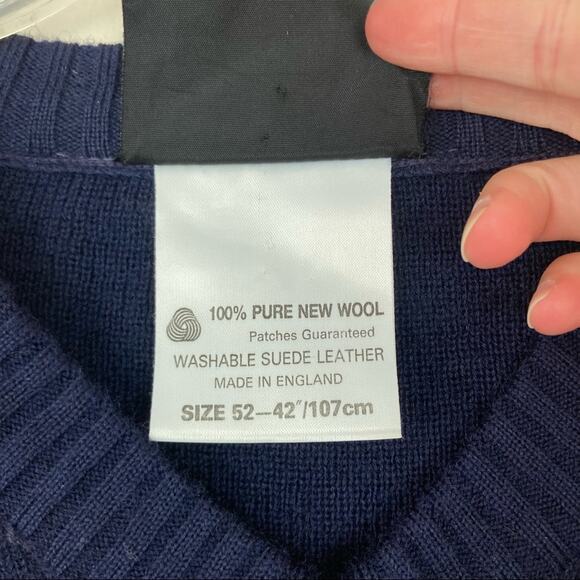 100% PURE NEW WOOL
Patches Guaranteed
WASHABLE SUEDE LEATHER
MADE IN ENGLAND
SIZE 52–42"/107cm